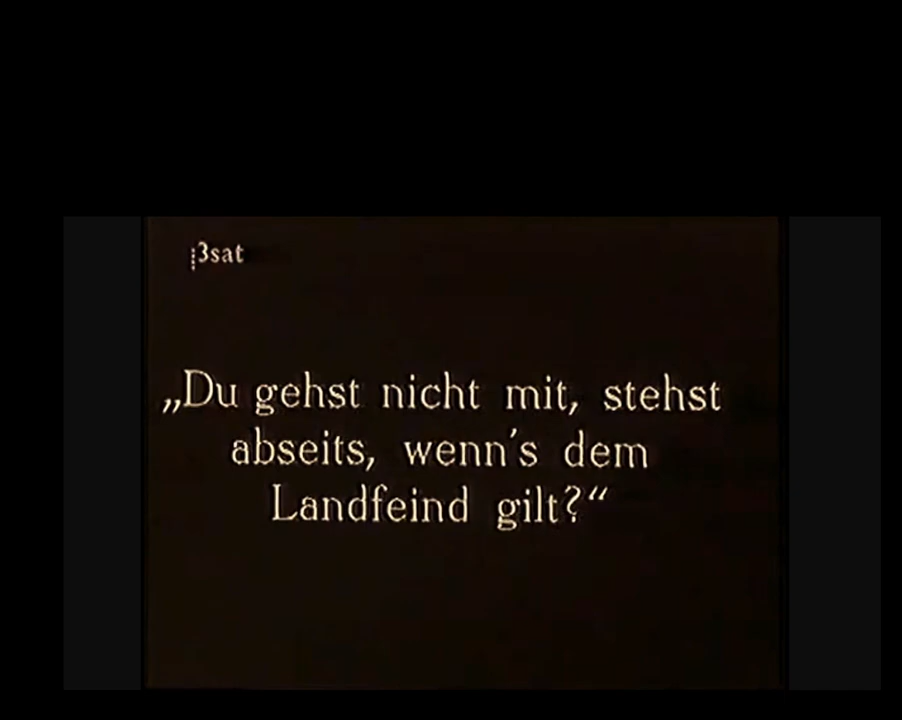 3sat
„Du gehst nicht mit, stehst
abseits, wenn's dem
Landfeind gilt?“